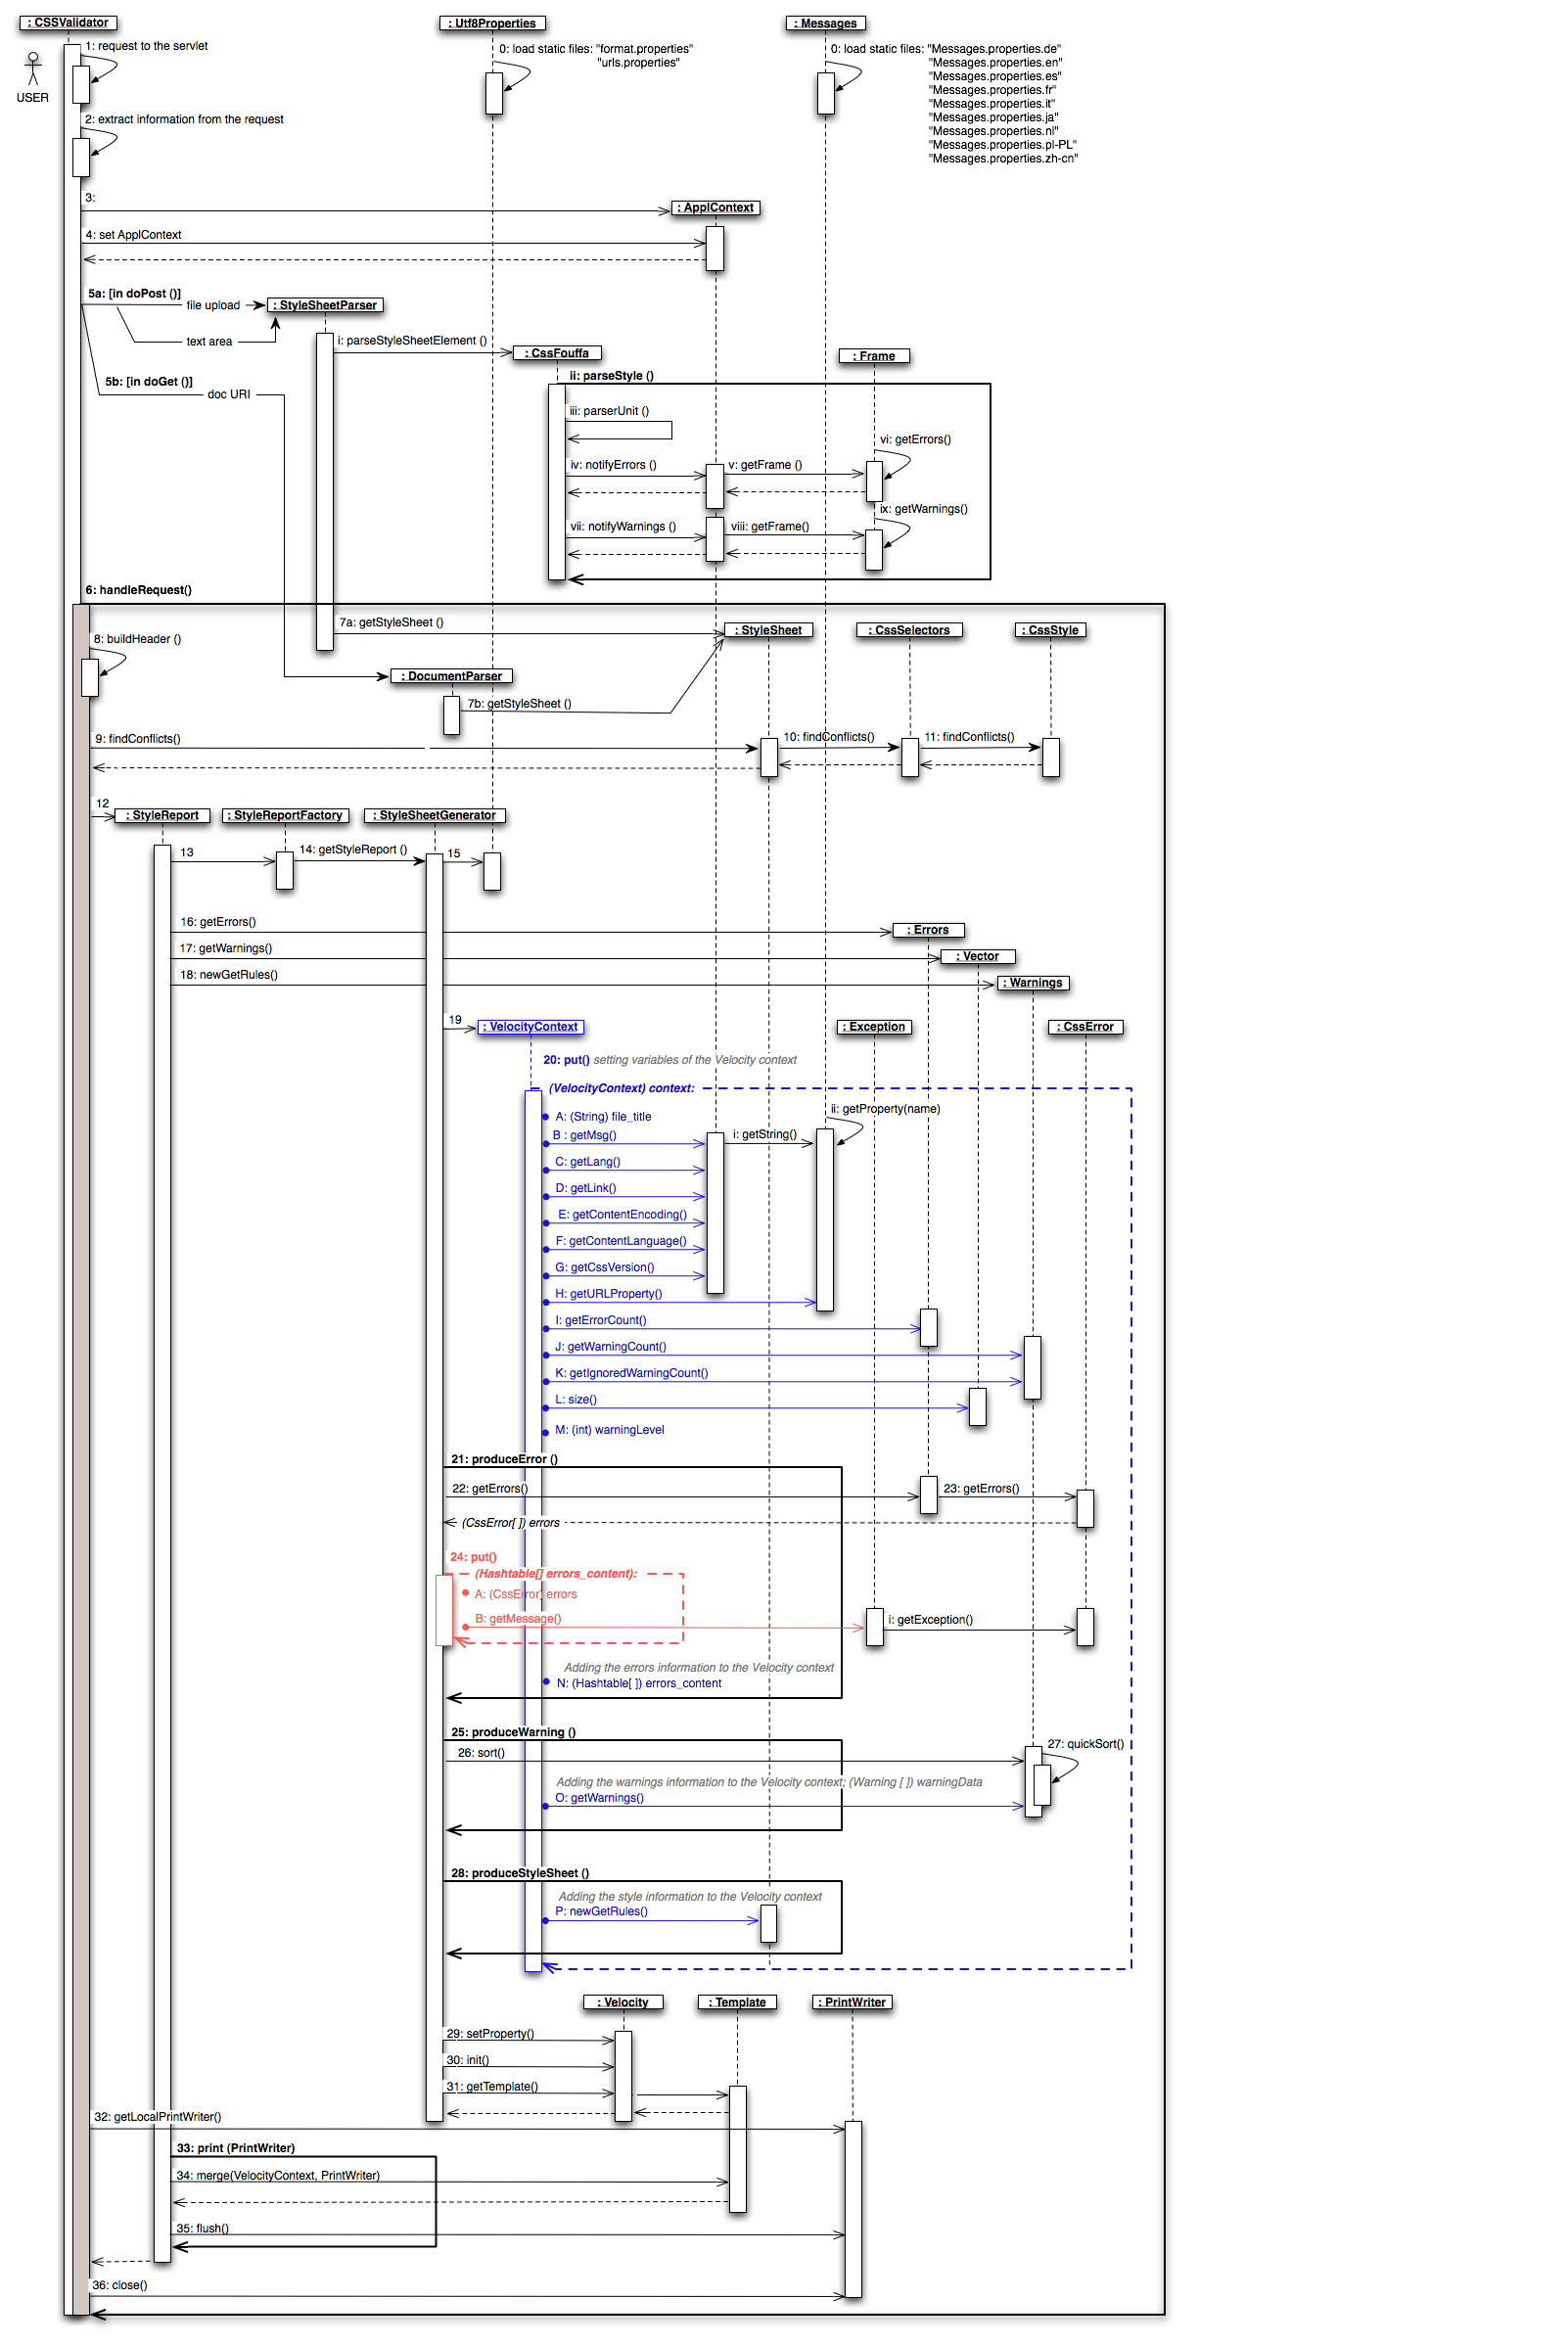 : CSSValidator
: Utf8Properties
: Messages
1: request to the servlet
0: load static files: "format.properties"
"urls.properties"
0: load static files: "Messages.properties.de"
"Messages.properties.en"
"Messages.properties.es"
"Messages.properties.fr"
"Messages.properties.it"
"Messages.properties.ja"
"Messages.properties.nl"
"Messages.properties.pl-PL"
"Messages.properties.zh-cn"
USER
2: extract information from the request
3:
: ApplContext
4: set ApplContext
5a: [in doPost ()]
file upload
: StyleSheetParser
text area
i: parseStyleSheetElement ()
: CssFouffa
: Frame
5b: [in doGet ()]
doc URI
ii: parseStyle ()
iii: parserUnit ()
vi: getErrors()
iv: notifyErrors ()
v: getFrame ()
ix: getWarnings()
vii: notifyWarnings ()
viii: getFrame()
6: handleRequest()
7a: getStyleSheet ()
: StyleSheet
: CssSelectors
: CssStyle
8: buildHeader ()
: DocumentParser
7b: getStyleSheet ()
9: findConflicts()
10: findConflicts()
11: findConflicts()
12
: StyleReport
: StyleReportFactory
: StyleSheetGenerator
13
14: getStyleReport ()
15
16: getErrors()
: Errors
17: getWarnings()
: Vector
18: newGetRules()
: Warnings
19
: VelocityContext
: Exception
: CssError
20: put() setting variables of the Velocity context
(VelocityContext) context:
A: (String) file_title
ii: getProperty(name)
B : getMsg()
i: getString()
C: getLang()
D: getLink()
E: getContentEncoding()
F: getContentLanguage()
G: getCssVersion()
H: getURLProperty()
I: getErrorCount()
J: getWarningCount()
K: getIgnoredWarningCount()
L: size()
M: (int) warningLevel
21: produceError ()
22: getErrors()
23: getErrors()
(CssError[ ]) errors
24: put()
(Hashtable[] errors_content):
A: (CssError) errors
B: getMessage()
i: getException()
Adding the errors information to the Velocity context
N: (Hashtable[ ]) errors_content
25: produceWarning ()
26: sort()
27: quickSort()
Adding the warnings information to the Velocity context; (Warning [ ]) warningData
O: getWarnings()
28: produceStyleSheet ()
Adding the style information to the Velocity context
P: newGetRules()
: Velocity
: Template
: PrintWriter
29: setProperty()
30: init()
31: getTemplate()
32: getLocalPrintWriter()
33: print (PrintWriter)
34: merge(VelocityContext, PrintWriter)
35: flush()
36: close()